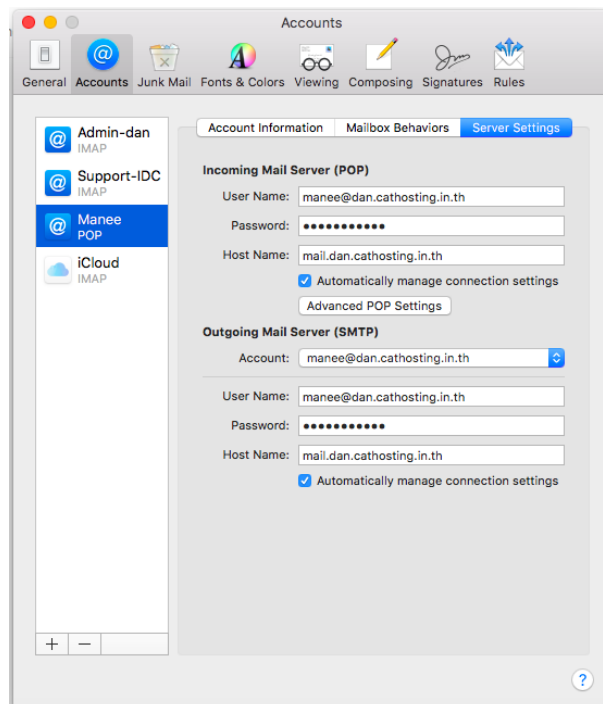 Accounts
General Accounts Junk Mail Fonts & Colors Viewing Composing Signatures Rules
Admin-dan
IMAP
Support-IDC
IMAP
Manee
POP
iCloud
IMAP
Account Information Mailbox Behaviors Server Settings
Incoming Mail Server (POP)
User Name: manee@dan.cathosting.in.th
Password: ●●●●●●●●●●●
Host Name: mail.dan.cathosting.in.th
Automatically manage connection settings
Advanced POP Settings
Outgoing Mail Server (SMTP)
Account: manee@dan.cathosting.in.th
User Name: manee@dan.cathosting.in.th
Password: ●●●●●●●●●●●
Host Name: mail.dan.cathosting.in.th
Automatically manage connection settings
+ −
?